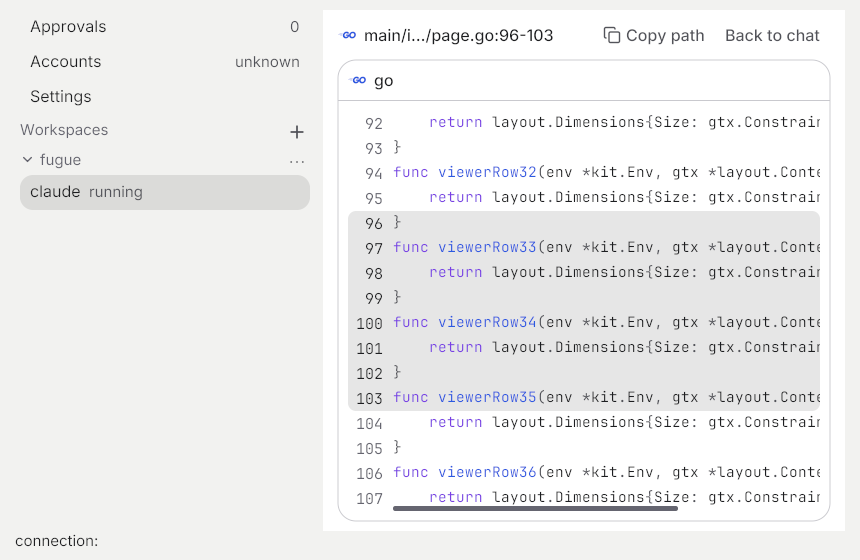 Approvals 0
Accounts unknown
Settings
Workspaces +
fugue ...
claude running
connection:
GO main/i.../page.go:96-103 Copy path Back to chat
GO go
92     return layout.Dimensions{Size: gtx.Constrain
93 }
94 func viewerRow32(env *kit.Env, gtx *layout.Conte
95     return layout.Dimensions{Size: gtx.Constrain
96 }
97 func viewerRow33(env *kit.Env, gtx *layout.Conte
98     return layout.Dimensions{Size: gtx.Constrain
99 }
100 func viewerRow34(env *kit.Env, gtx *layout.Conte
101     return layout.Dimensions{Size: gtx.Constrain
102 }
103 func viewerRow35(env *kit.Env, gtx *layout.Conte
104     return layout.Dimensions{Size: gtx.Constrain
105 }
106 func viewerRow36(env *kit.Env, gtx *layout.Conte
107     return layout.Dimensions{Size: gtx.Constrain